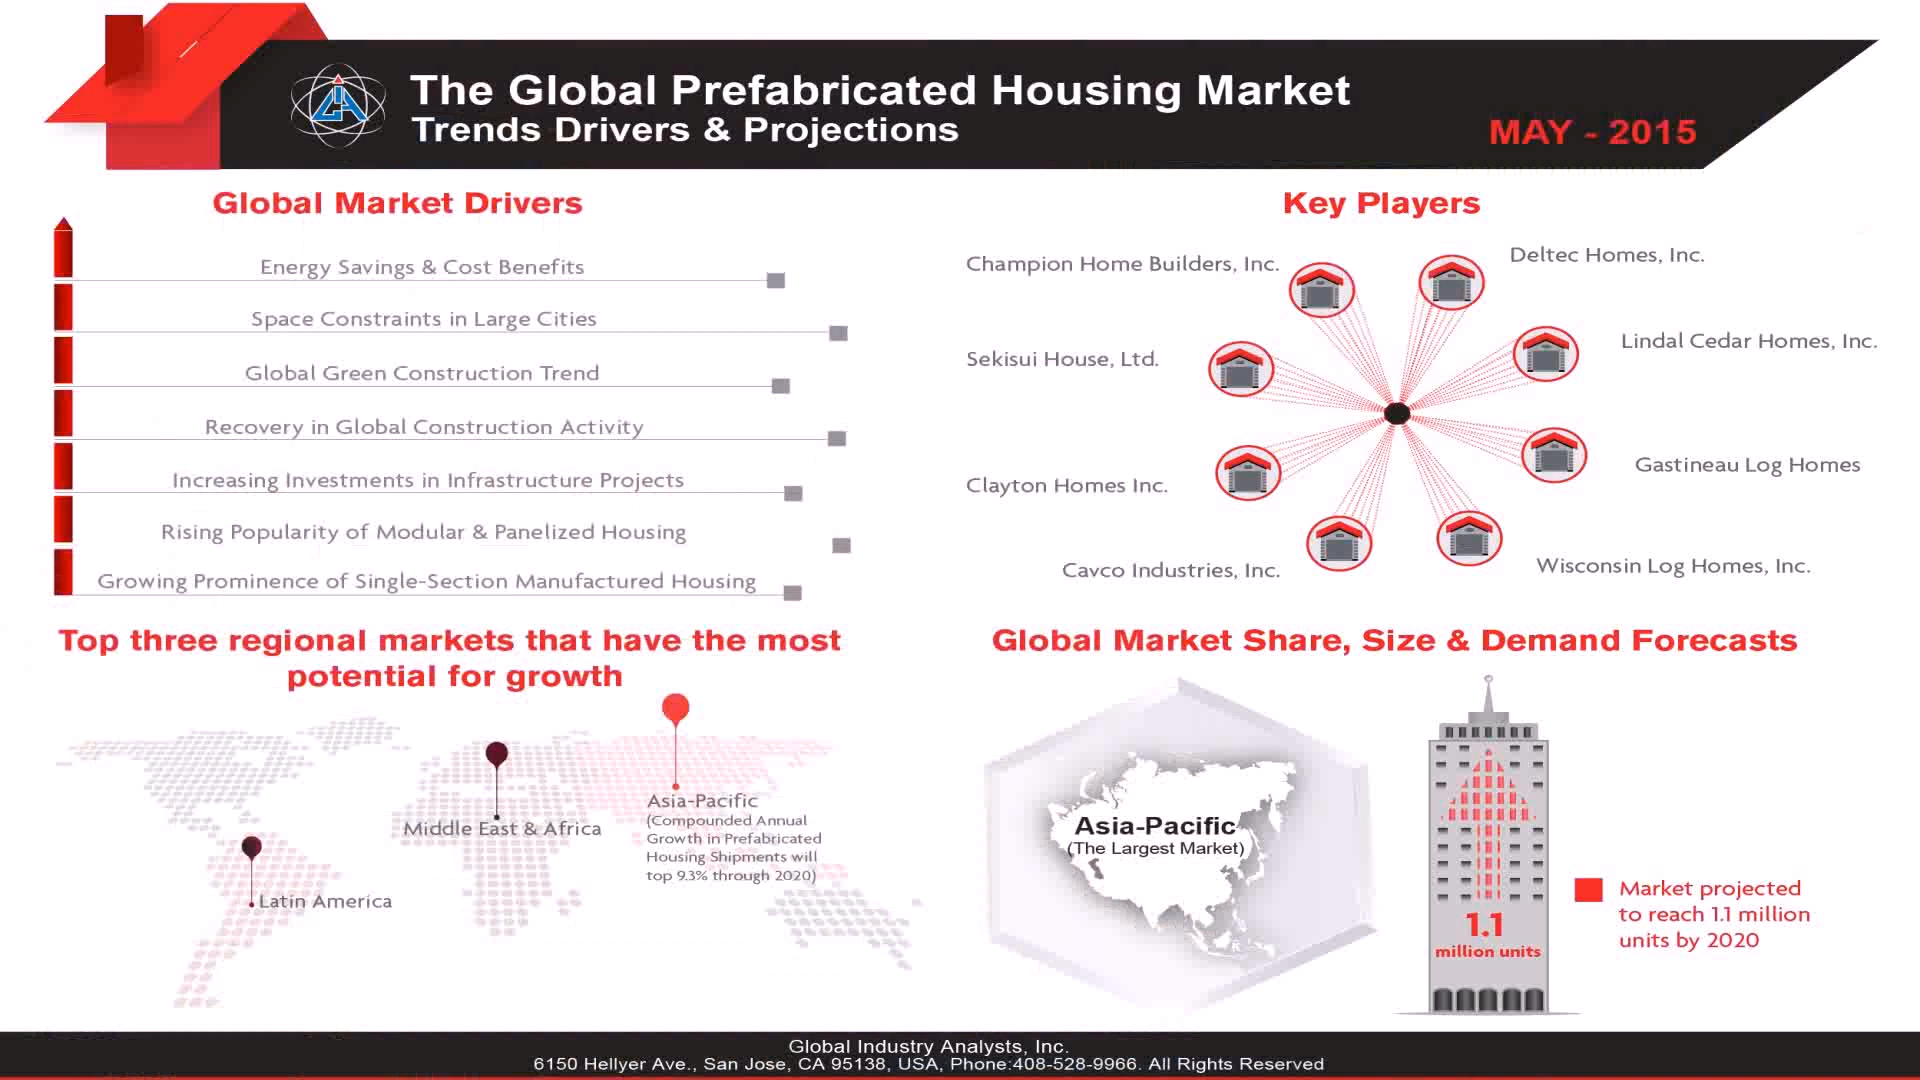 The Global Prefabricated Housing Market
Trends Drivers & Projections
MAY - 2015
Global Market Drivers
Energy Savings & Cost Benefits
Space Constraints in Large Cities
Global Green Construction Trend
Recovery in Global Construction Activity
Increasing Investments in Infrastructure Projects
Rising Popularity of Modular & Panelized Housing
Growing Prominence of Single-Section Manufactured Housing
Key Players
Champion Home Builders, Inc.
Deltec Homes, Inc.
Sekisui House, Ltd.
Lindal Cedar Homes, Inc.
Clayton Homes Inc.
Gastineau Log Homes
Cavco Industries, Inc.
Wisconsin Log Homes, Inc.
Top three regional markets that have the most
potential for growth
Asia-Pacific
(Compounded Annual
Growth in Prefabricated
Housing Shipments will
top 9.3% through 2020)
Middle East & Africa
Latin America
Global Market Share, Size & Demand Forecasts
Asia-Pacific
(The Largest Market)
1.1
million units
Market projected
to reach 1.1 million
units by 2020
Global Industry Analysts, Inc.
6150 Hellyer Ave., San Jose, CA 95138, USA, Phone:408-528-9966. All Rights Reserved